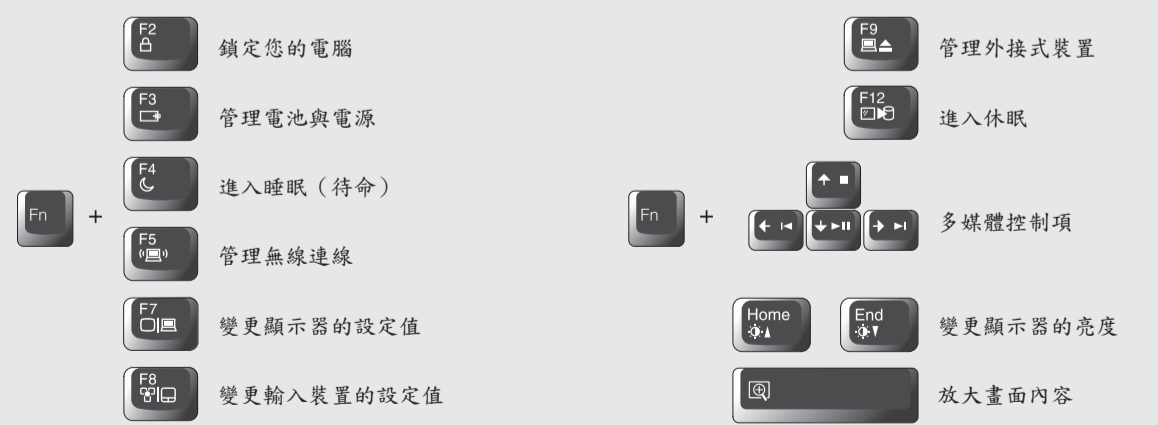 F2
鎖定您的電腦
F3
管理電池與電源
F4
進入睡眠（待命）
Fn
+
F5
管理無線連線
F7
變更顯示器的設定值
F8
變更輸入裝置的設定值
F9
管理外接式裝置
F12
進入休眠
Fn
+
多媒體控制項
Home
End
變更顯示器的亮度
放大畫面內容